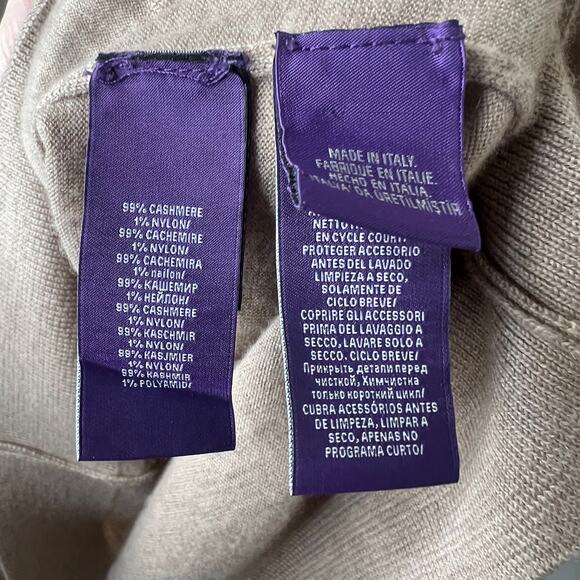 99% CASHMERE
1% NYLON/
99% CACHEMIRE
1% NYLON/
99% CACHEMIRA
1% nailon/
99% КАШЕМИР
1% НЕЙЛОН/
99% CASHMERE
1% NYLON/
99% KASCHMIR
1% NYLON/
99% KASJMIER
1% NYLON/
99% KASHMIR
1% POLYAMID/
MADE IN ITALY.
FABRIQUE EN ITALIE.
HECHO EN ITALIA.
ITALYA' DA ÜRETILMIŞTIR
NETTO
EN CYCLE COURT/
PROTEGER ACCESORIO
ANTES DEL LAVADO
LIMPIEZA A SECO,
SOLAMENTE DE
CICLO BREVE/
COPRIRE GLI ACCESSORI
PRIMA DEL LAVAGGIO A
SECCO, LAVARE SOLO A
SECCO. CICLO BREVE/
Прикрыть детали перед
чисткой, Химчистка
только короткий цикл/
CUBRA ACESSÓRIOS ANTES
DE LIMPEZA, LIMPAR A
SECO, APENAS NO
PROGRAMA CURTO/